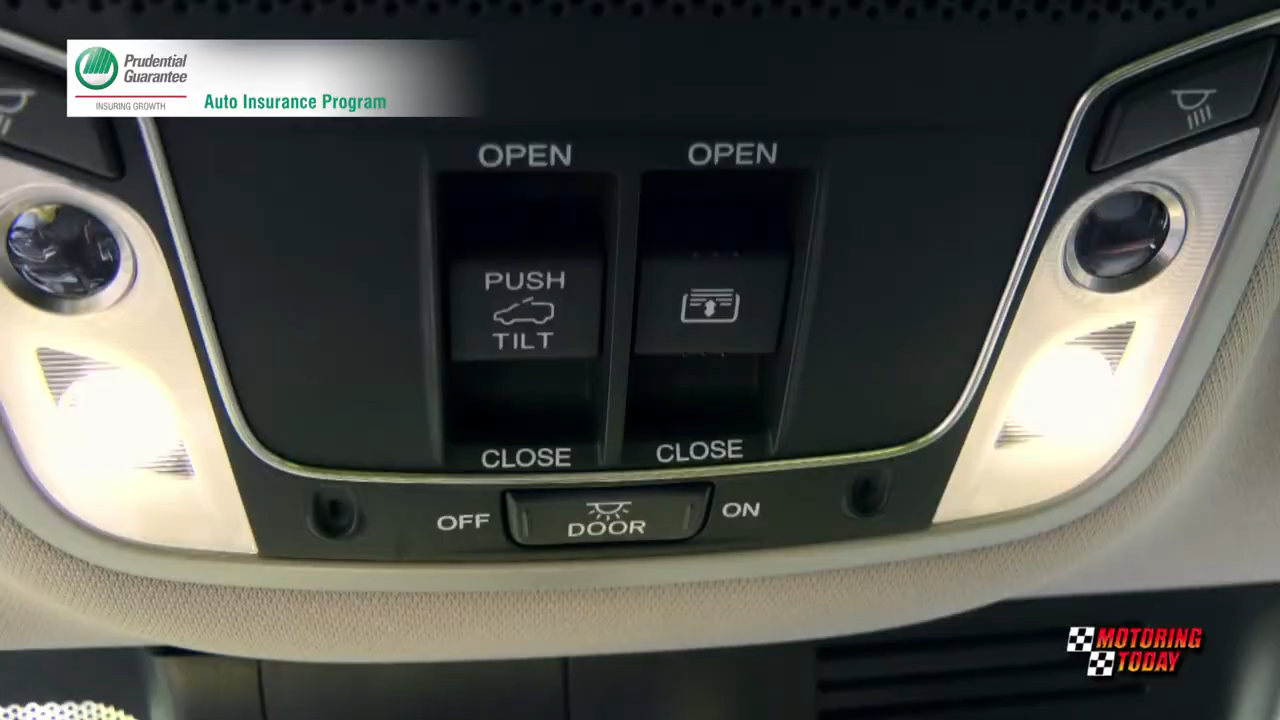 Prudential
Guarantee
INSURING GROWTH
Auto Insurance Program
OPEN
OPEN
PUSH
TILT
CLOSE
CLOSE
OFF
DOOR
ON
MOTORING
TODAY